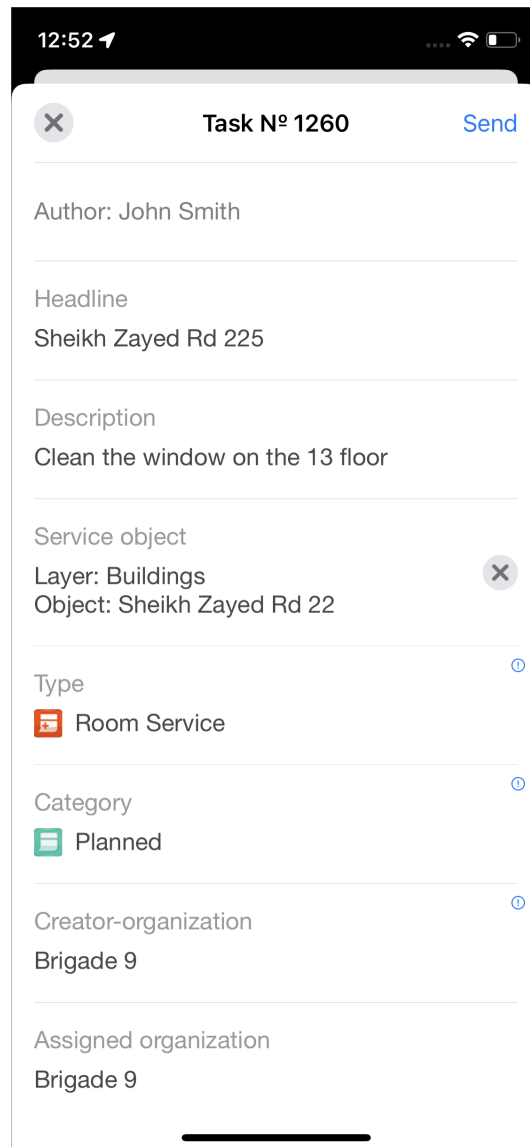 12:52
Task № 1260
Send
Author: John Smith
Headline
Sheikh Zayed Rd 225
Description
Clean the window on the 13 floor
Service object
Layer: Buildings
Object: Sheikh Zayed Rd 22
Type
Room Service
Category
Planned
Creator-organization
Brigade 9
Assigned organization
Brigade 9